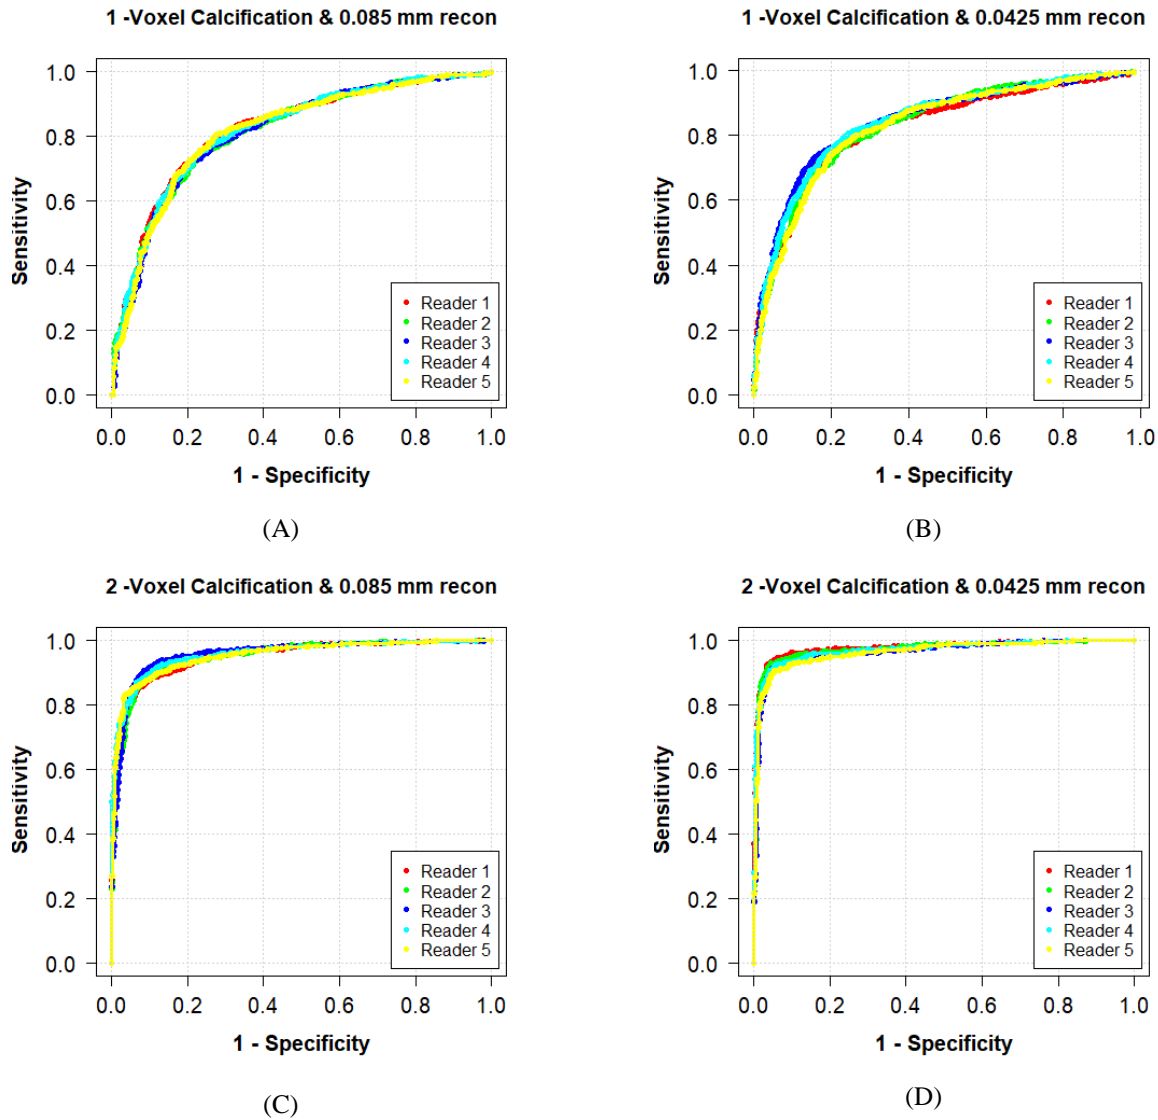 1 -Voxel Calcification & 0.085 mm recon
Sensitivity
1.0
0.8
0.6
0.4
0.2
0.0
Reader 1
Reader 2
Reader 3
Reader 4
Reader 5
0.0 0.2 0.4 0.6 0.8 1.0
1 - Specificity
(A)
1 -Voxel Calcification & 0.0425 mm recon
Sensitivity
1.0
0.8
0.6
0.4
0.2
0.0
Reader 1
Reader 2
Reader 3
Reader 4
Reader 5
0.0 0.2 0.4 0.6 0.8 1.0
1 - Specificity
(B)
2 -Voxel Calcification & 0.085 mm recon
Sensitivity
1.0
0.8
0.6
0.4
0.2
0.0
Reader 1
Reader 2
Reader 3
Reader 4
Reader 5
0.0 0.2 0.4 0.6 0.8 1.0
1 - Specificity
(C)
2 -Voxel Calcification & 0.0425 mm recon
Sensitivity
1.0
0.8
0.6
0.4
0.2
0.0
Reader 1
Reader 2
Reader 3
Reader 4
Reader 5
0.0 0.2 0.4 0.6 0.8 1.0
1 - Specificity
(D)